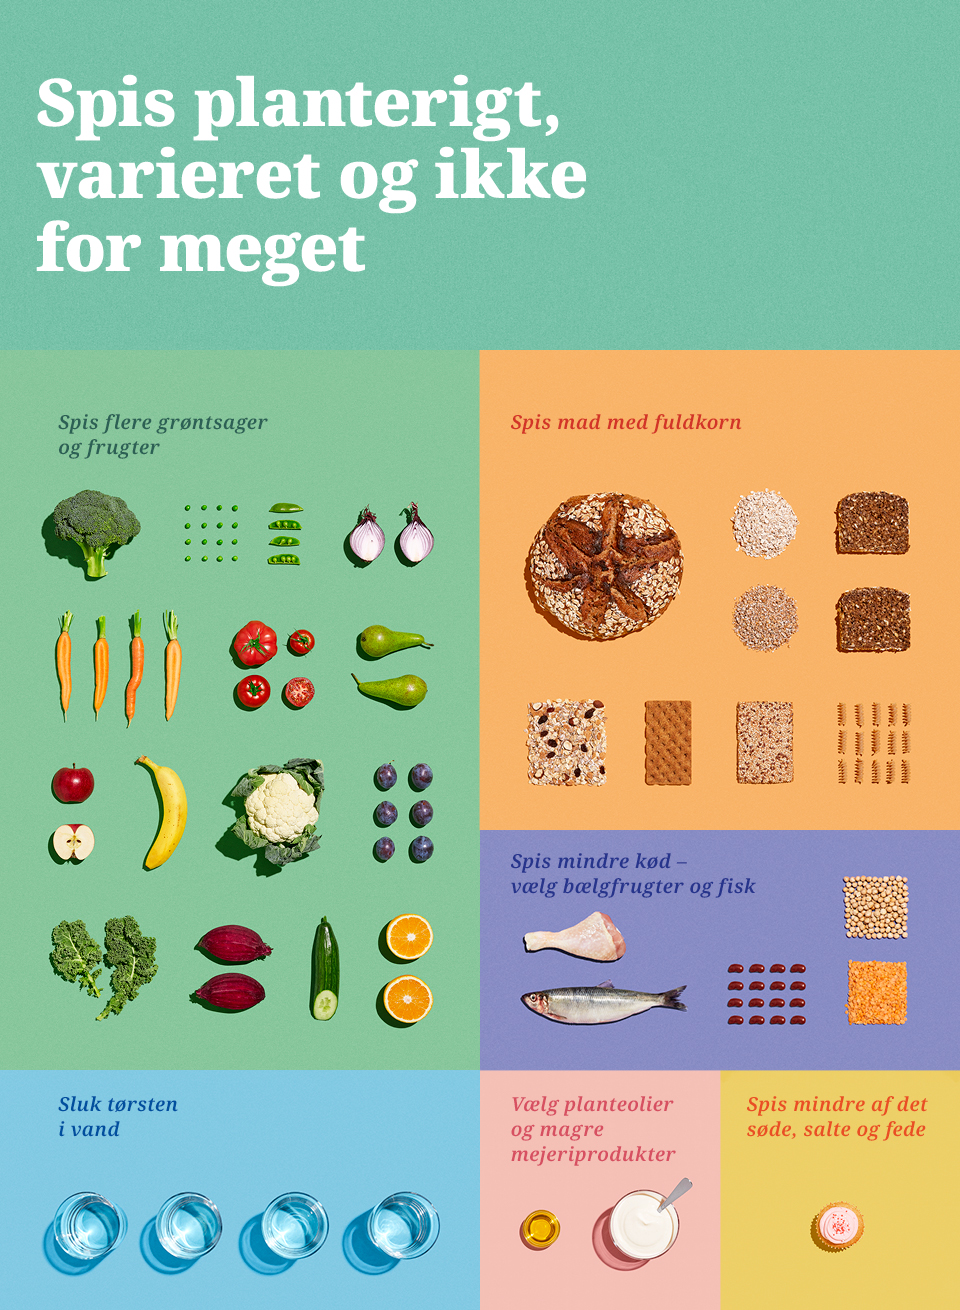 Spis planterigt,
varieret og ikke
for meget
Spis flere grøntsager
og frugter
Spis mad med fuldkorn
Spis mindre kød –
vælg bælgfrugter og fisk
Sluk tørsten
i vand
Vælg planteolier
og magre
mejeriprodukter
Spis mindre af det
søde, salte og fede